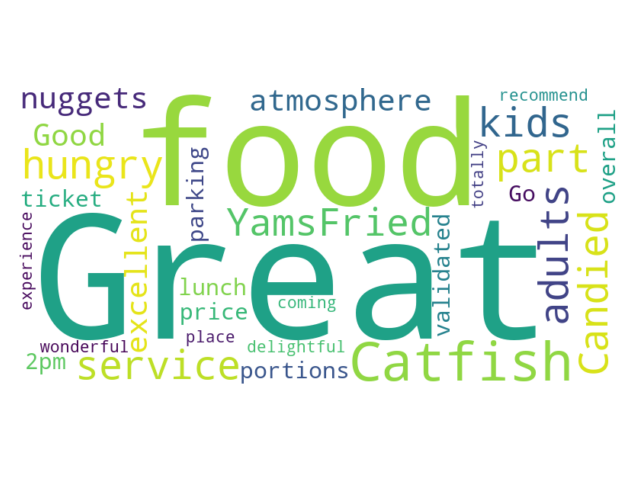 nuggets
atmosphere
recommend
food
kids
Good
hungry
parking
totally
part
overall
ticket
Go
experience
excellent
YamsFried
validated
adults
Candied
Great
lunch
coming
price
place
wonderful
delightful
2pm
service
portions
Catfish